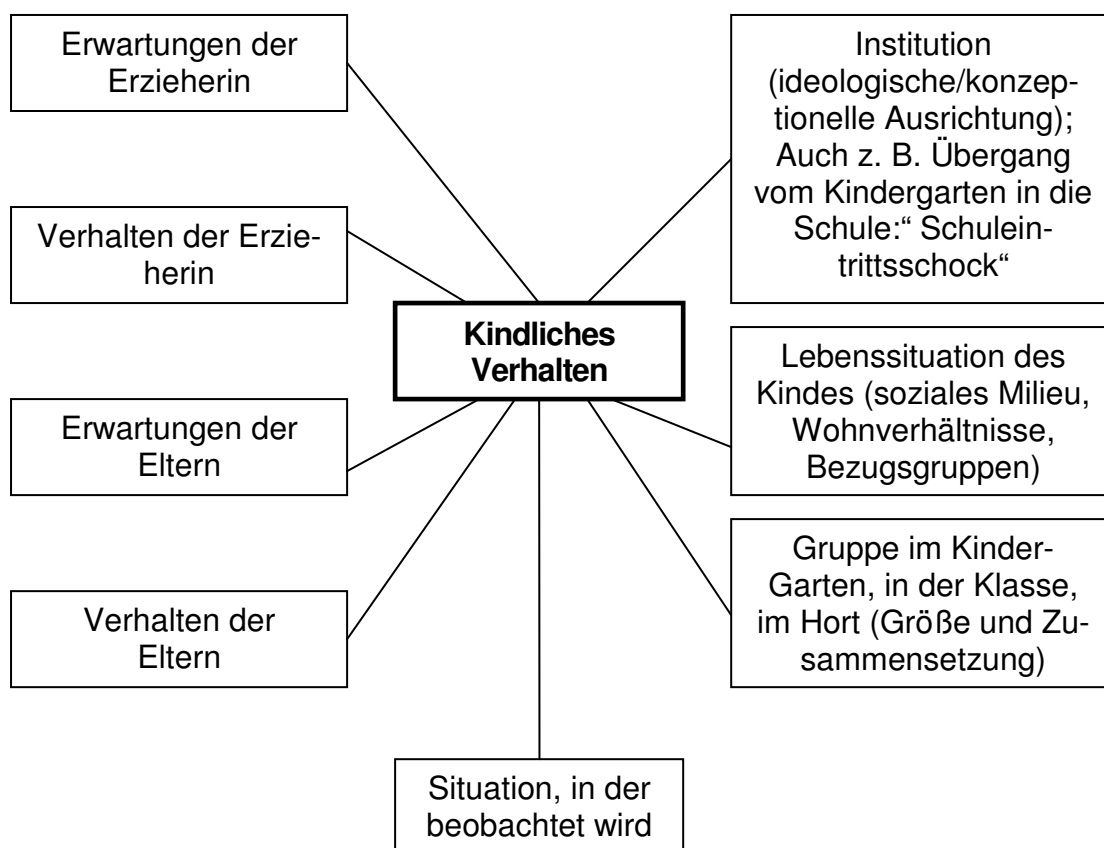 Erwartungen der
Erzieherin
Verhalten der Erzie-
herin
Erwartungen der
Eltern
Verhalten der
Eltern
Kindliches
Verhalten
Institution
(ideologische/konzep-
tionelle Ausrichtung);
Auch z. B. Übergang
vom Kindergarten in die
Schule:“ Schulein-
trittsschock“
Lebenssituation des
Kindes (soziales Milieu,
Wohnverhältnisse,
Bezugsgruppen)
Gruppe im Kinder-
Garten, in der Klasse,
im Hort (Größe und Zu-
sammensetzung)
Situation, in der
beobachtet wird